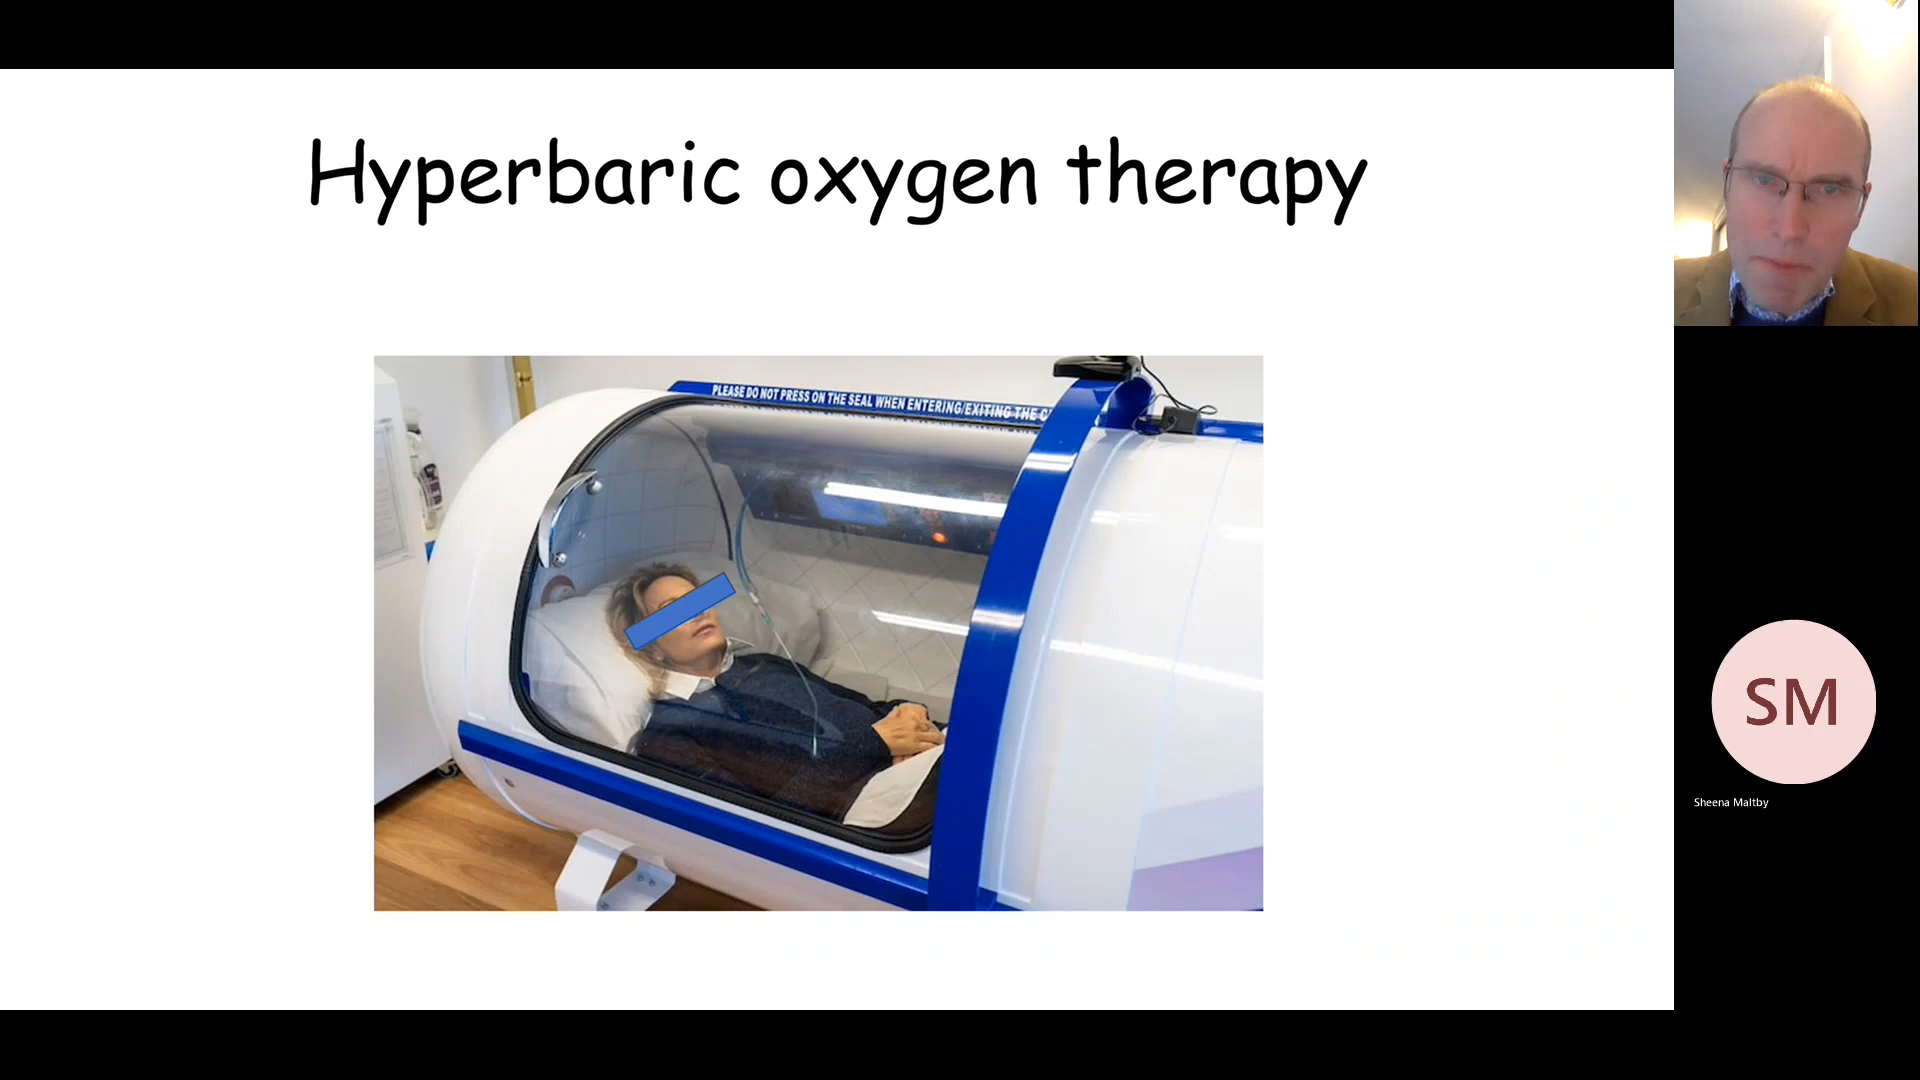 Hyperbaric oxygen therapy
PLEASE DO NOT PRESS ON THE SEAL WHEN ENTERING/EXITING THE C
SM
Sheena Maltby